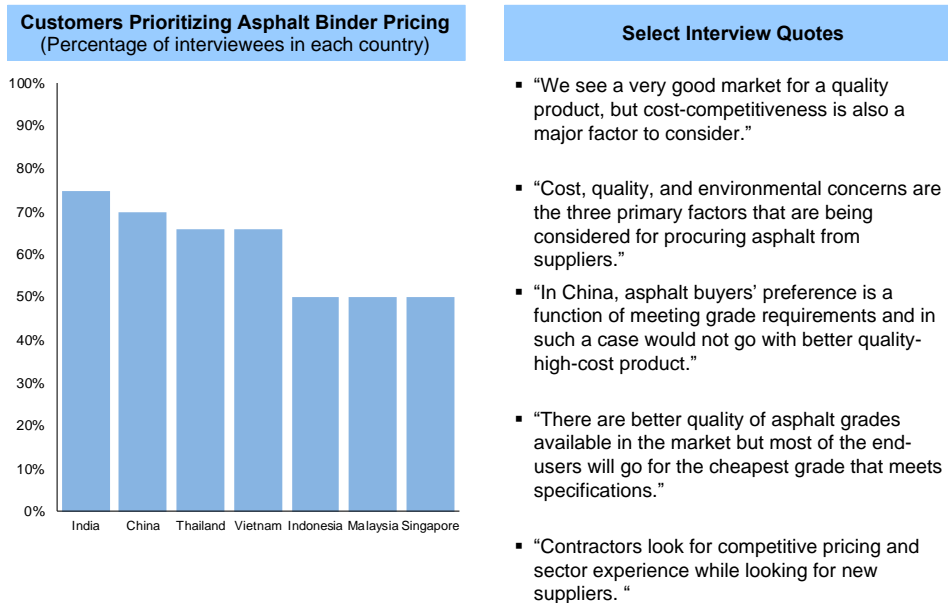 Customers Prioritizing Asphalt Binder Pricing
(Percentage of interviewees in each country)
100%
90%
80%
70%
60%
50%
40%
30%
20%
10%
0%
India China Thailand Vietnam Indonesia Malaysia Singapore
Select Interview Quotes
▪ “We see a very good market for a quality
product, but cost-competitiveness is also a
major factor to consider.”
▪ “Cost, quality, and environmental concerns are
the three primary factors that are being
considered for procuring asphalt from
suppliers.”
▪ “In China, asphalt buyers’ preference is a
function of meeting grade requirements and in
such a case would not go with better quality-
high-cost product.”
▪ “There are better quality of asphalt grades
available in the market but most of the end-
users will go for the cheapest grade that meets
specifications.”
▪ “Contractors look for competitive pricing and
sector experience while looking for new
suppliers. “